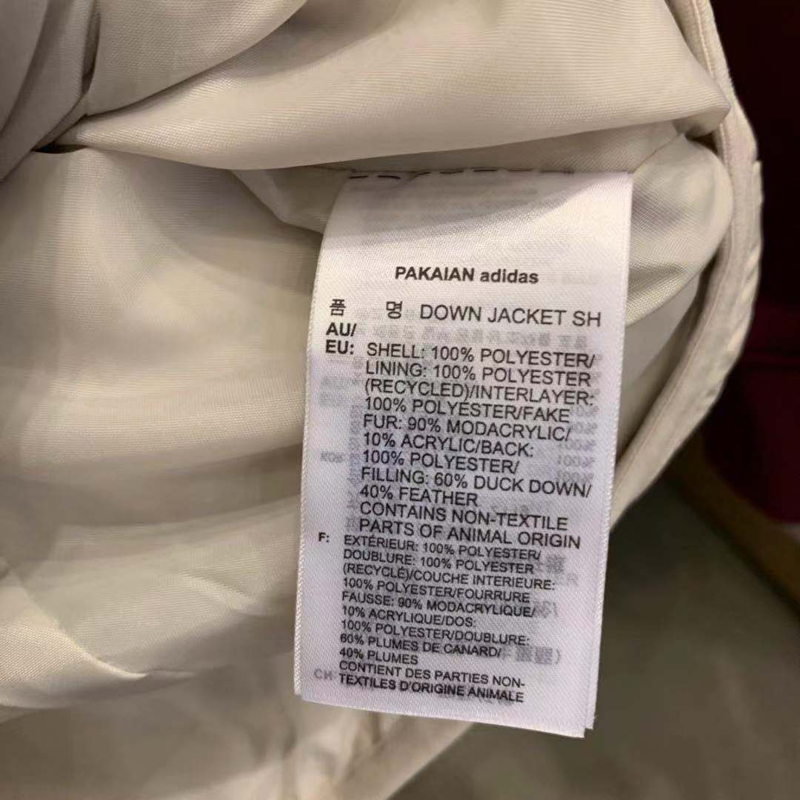 PAKAIAN adidas
품 명 DOWN JACKET SH
AU/
EU: SHELL: 100% POLYESTER/
LINING: 100% POLYESTER
(RECYCLED)/INTERLAYER:
100% POLYESTER/FAKE
FUR: 90% MODACRYLIC/
10% ACRYLIC/BACK:
100% POLYESTER/
FILLING: 60% DUCK DOWN/
40% FEATHER
CONTAINS NON-TEXTILE
PARTS OF ANIMAL ORIGIN
F: EXTÉRIEUR: 100% POLYESTER/
DOUBLURE: 100% POLYESTER
(RECYCLÉ)/COUCHE INTERIEURE:
100% POLYESTER/FOURRURE
FAUSSE: 90% MODACRYLIQUE/
10% ACRYLIQUE/DOS:
100% POLYESTER/DOUBLURE:
60% PLUMES DE CANARD/
40% PLUMES
CONTIENT DES PARTIES NON-
TEXTILES D'ORIGINE ANIMALE